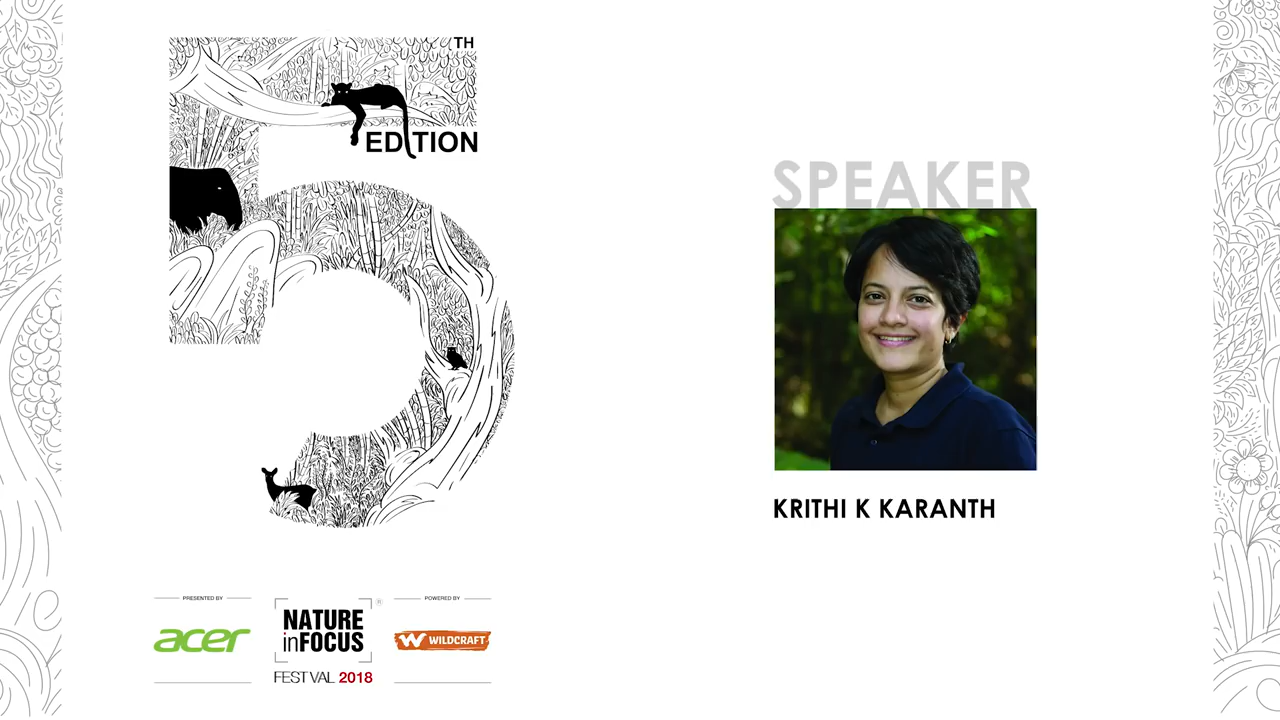 TH
EDITION
SPEAKER
KRITHI K KARANTH
PRESENTED BY
acer
NATURE
inFOCUS
®
FESTIVAL 2018
POWERED BY
W WILDCRAFT